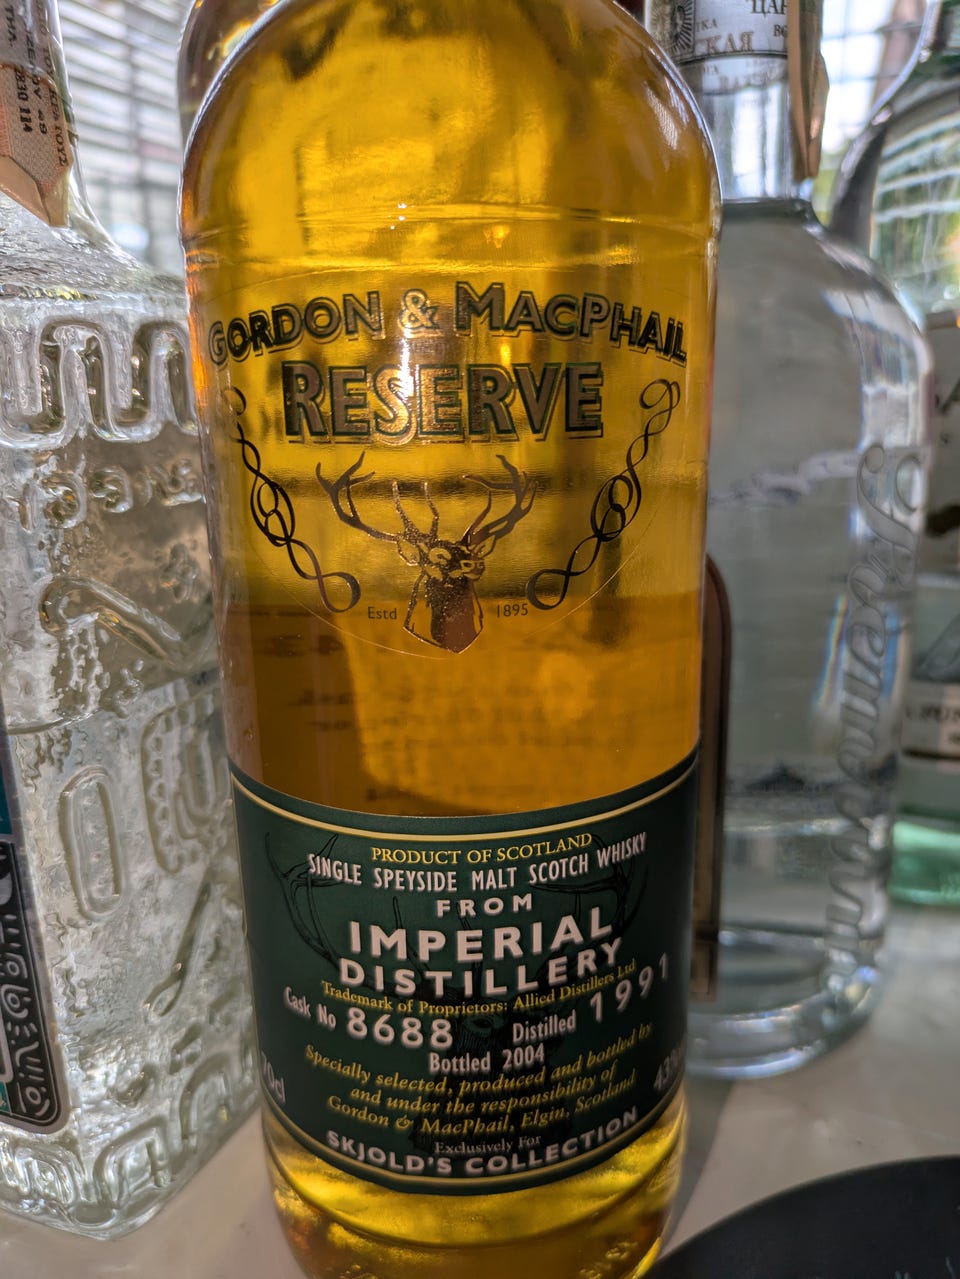 GORDON & MACPHAIL
RESERVE
Estd 1895
PRODUCT OF SCOTLAND
SINGLE SPEYSIDE MALT SCOTCH WHISKY
FROM
IMPERIAL
DISTILLERY
Trademark of Proprietors: Allied Distillers Ltd
Cask No 8688 Distilled 1991
Bottled 2004
Specially selected, produced and bottled by
and under the responsibility of
Gordon & MacPhail, Elgin, Scotland
70cl 43%
Exclusively For
SKJOLD'S COLLECTION